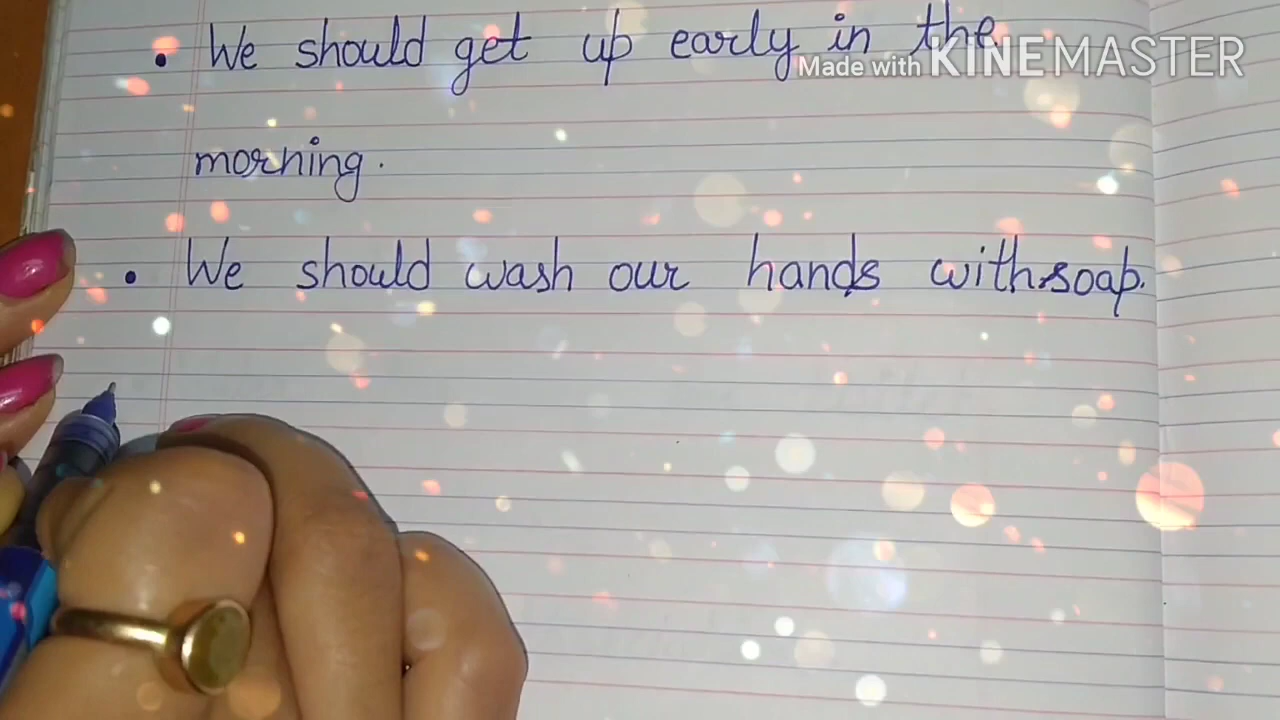 • We should get up early in the
Made with KINEMASTER
morning.
• We should wash our hands with soap.